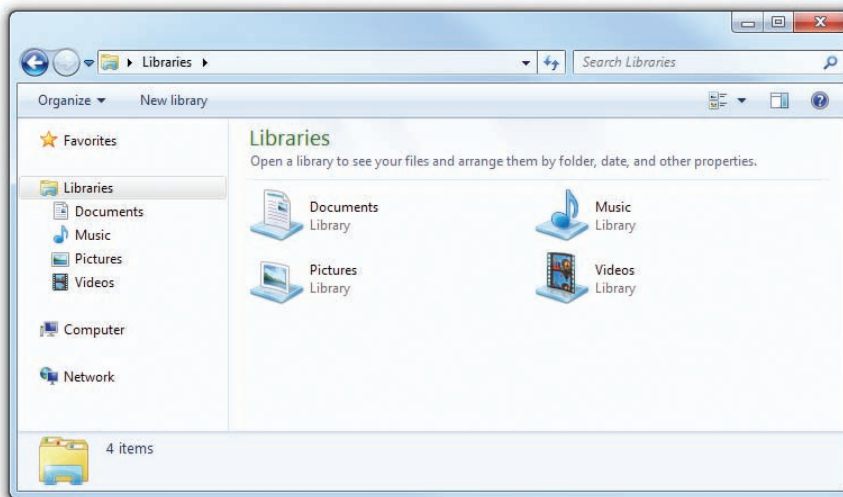 Libraries
Search Libraries
Organize
New library
Favorites
Libraries
Documents
Music
Pictures
Videos
Computer
Network
Libraries
Open a library to see your files and arrange them by folder, date, and other properties.
Documents
Library
Music
Library
Pictures
Library
Videos
Library
4 items